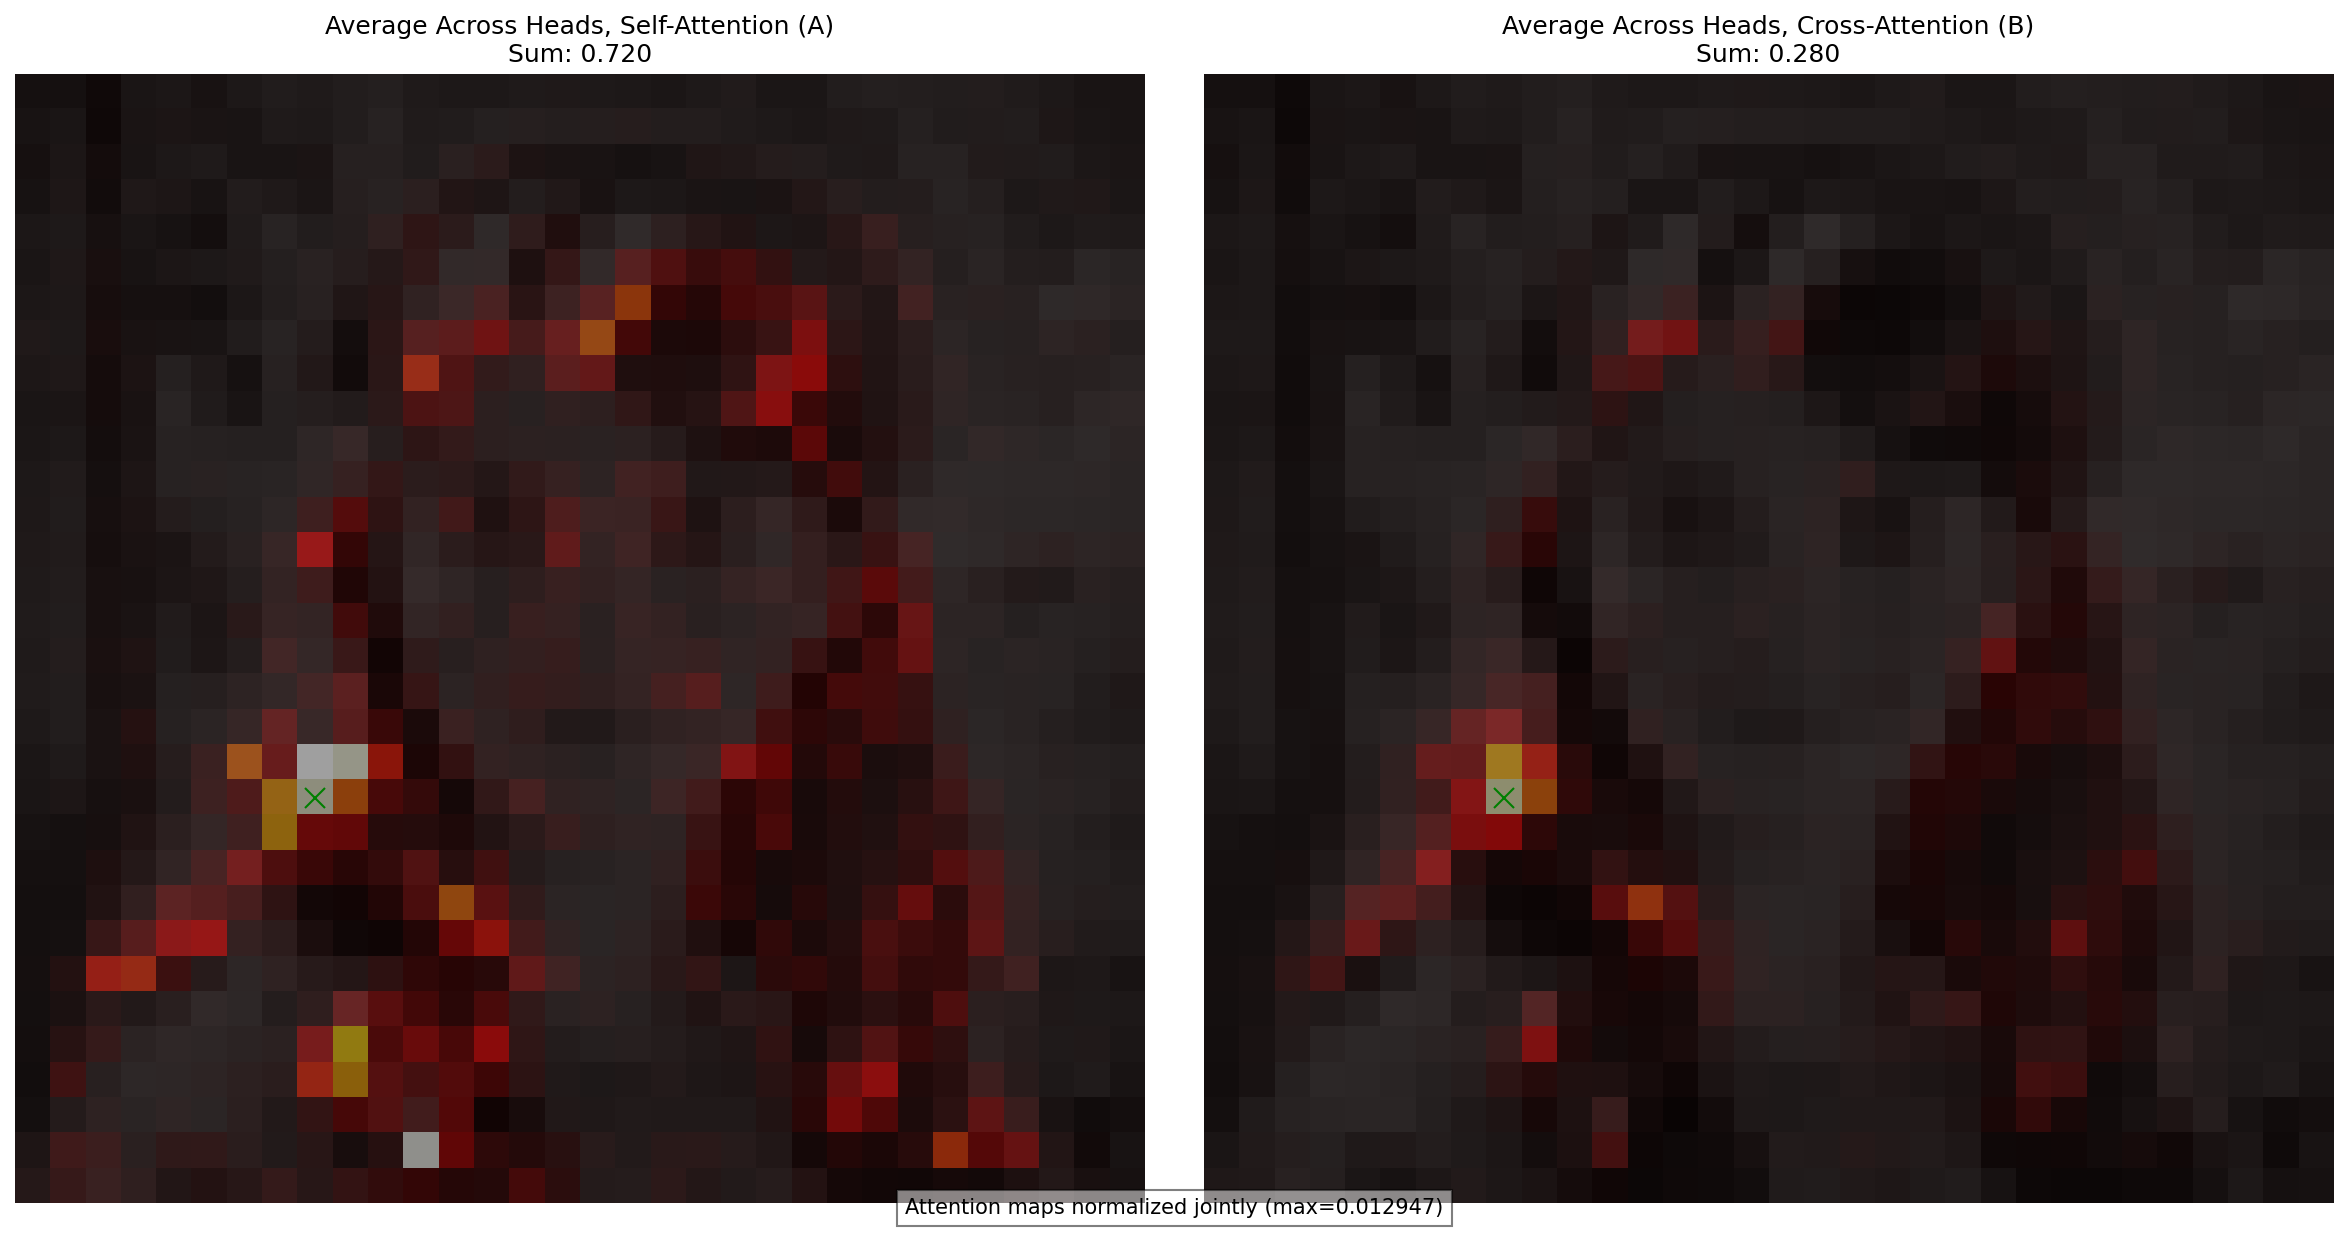 Average Across Heads, Self-Attention (A)
Sum: 0.720
Average Across Heads, Cross-Attention (B)
Sum: 0.280
Attention maps normalized jointly (max=0.012947)